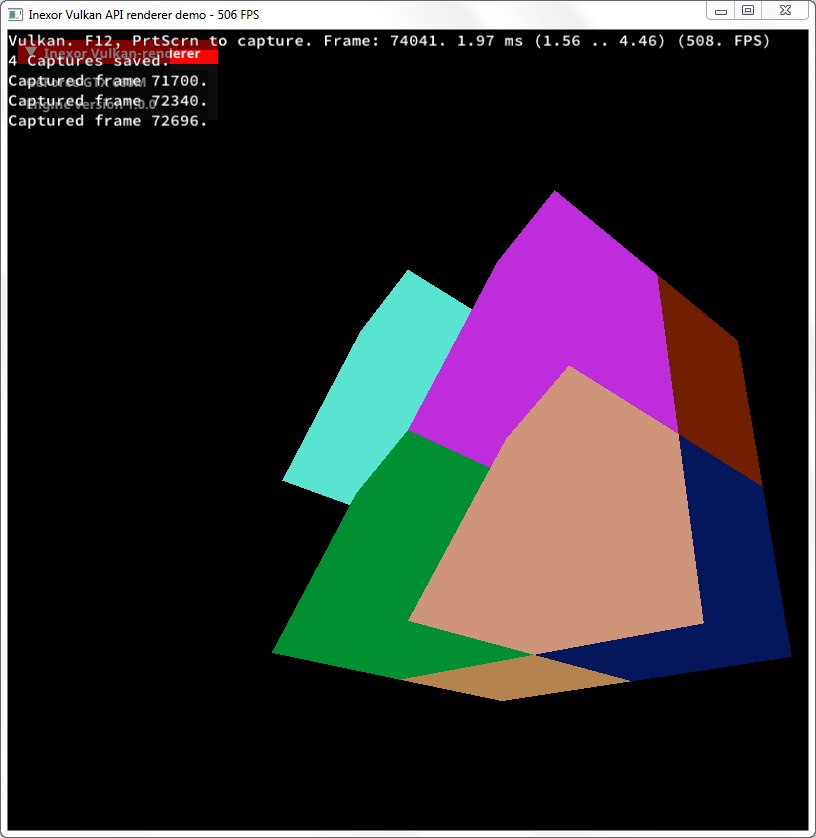 Inexor Vulkan API renderer demo - 506 FPS
Vulkan. F12, PrtScrn to capture. Frame: 74041. 1.97 ms (1.56 .. 4.46) (508. FPS)
Inexor Vulkan-renderer
4 Captures saved.
Captured frame 71700.
GeForce GTX
Captured frame 72340.
Engine version 1.0.0
Captured frame 72696.